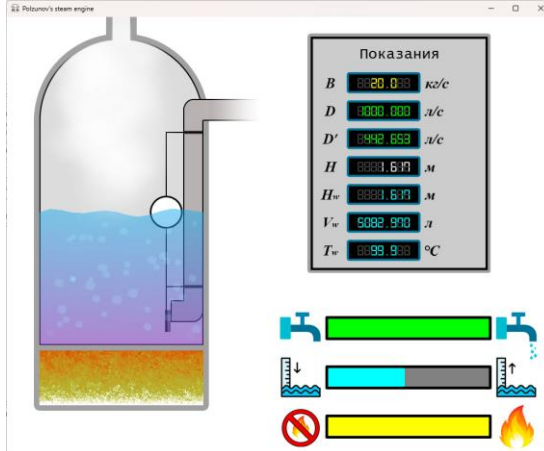 Polzunov's steam engine
Показания
B 20.0 кг/с
D 1000.000 л/с
D' 442.653 л/с
H 1.617 м
Hw 1.617 м
Vw 5082.970 л
Tw 99.9 °C